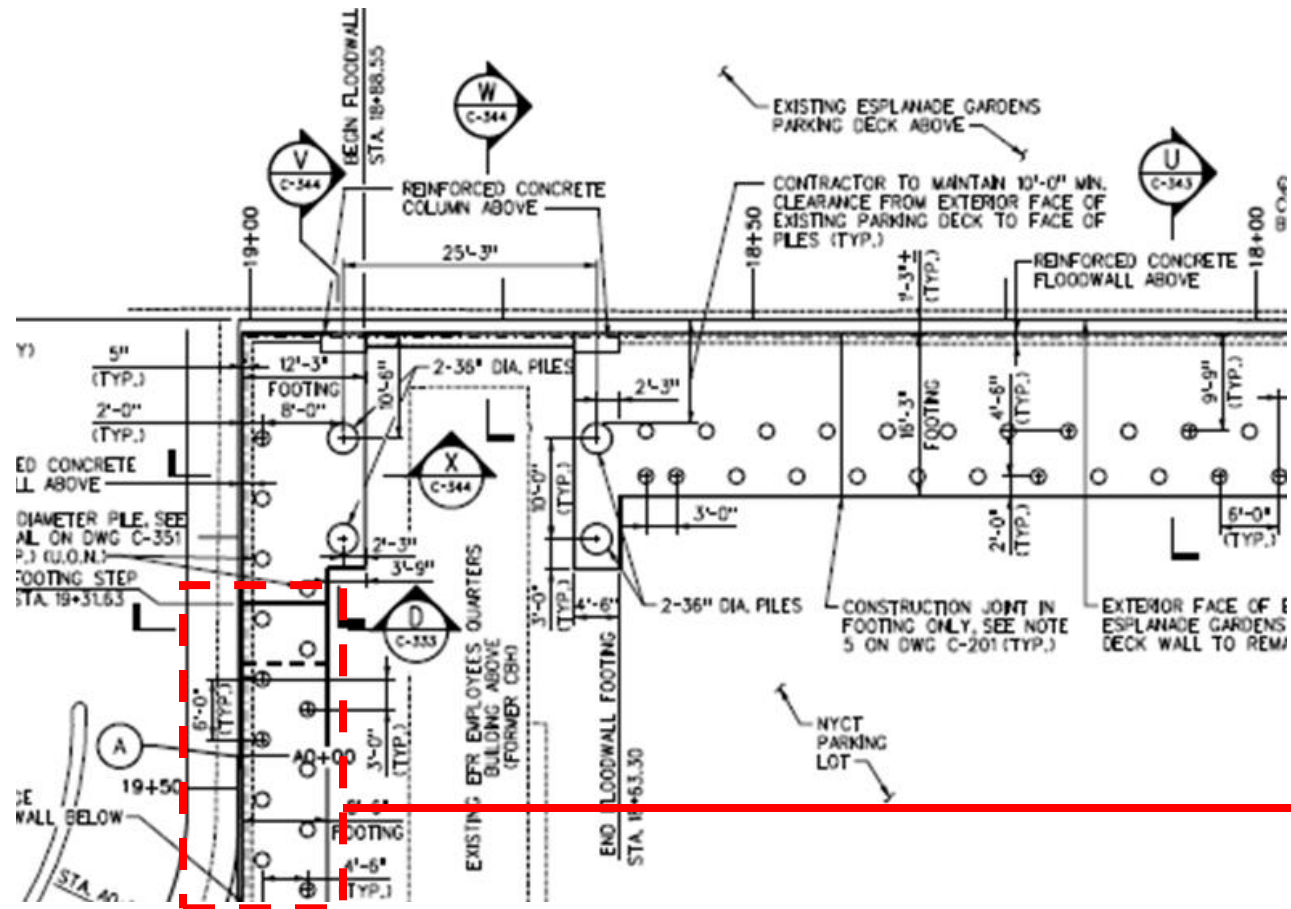 BEGIN FLOODWALL
STA. 18+88.55
W
C-344
V
C-344
EXISTING ESPLANADE GARDENS
PARKING DECK ABOVE
U
C-343
REINFORCED CONCRETE
COLUMN ABOVE
CONTRACTOR TO MAINTAIN 10'-0" MIN.
CLEARANCE FROM EXTERIOR FACE OF
EXISTING PARKING DECK TO FACE OF
PILES (TYP.)
19+00
18+50
18+00
25'-3"
1'-3"±
(TYP.)
REINFORCED CONCRETE
FLOODWALL ABOVE
Y)
5"
(TYP.)
12'-3"
FOOTING
8'-0"
10'-6"
2-36" DIA. PILES
2'-3"
2'-0"
(TYP.)
16'-3"
FOOTING
4'-6"
(TYP.)
9'-9"
(TYP.)
ED CONCRETE
LL ABOVE
X
C-344
10'-0"
(TYP.)
3'-0"
2'-0"
(TYP.)
6'-0"
(TYP.)
DIAMETER PILE, SEE
AIL ON DWG C-351
P.) (U.O.N.)
2'-3"
3'-9"
FOOTING STEP
STA. 19+31.63
D
C-333
3'-0"
(TYP.)
4'-6"
2-36" DIA. PILES
CONSTRUCTION JOINT IN
FOOTING ONLY, SEE NOTE
5 ON DWG C-201 (TYP.)
EXTERIOR FACE OF E
ESPLANADE GARDENS
DECK WALL TO REMA
EXISTING EFR EMPLOYEES QUARTERS
BUILDING ABOVE
(FORMER CBH)
END FLOODWALL FOOTING
STA. 18+63.30
6'-0"
(TYP.)
3'-0"
(TYP.)
NYCT
PARKING
LOT
A
A0+00
19+50
CE
WALL BELOW
FOOTING
4'-6"
(TYP.)